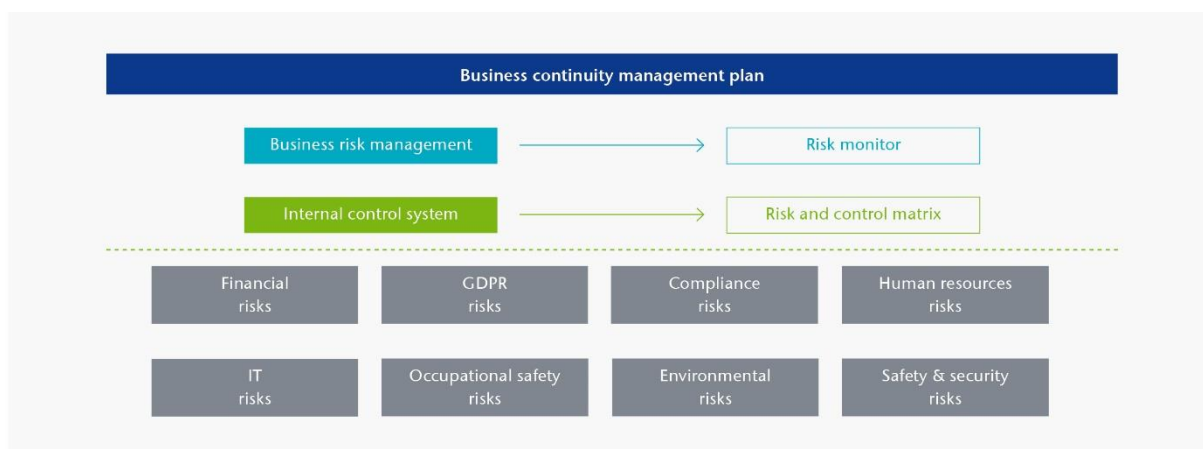 Business continuity management plan
Business risk management
Risk monitor
Internal control system
Risk and control matrix
Financial
risks
GDPR
risks
Compliance
risks
Human resources
risks
IT
risks
Occupational safety
risks
Environmental
risks
Safety & security
risks